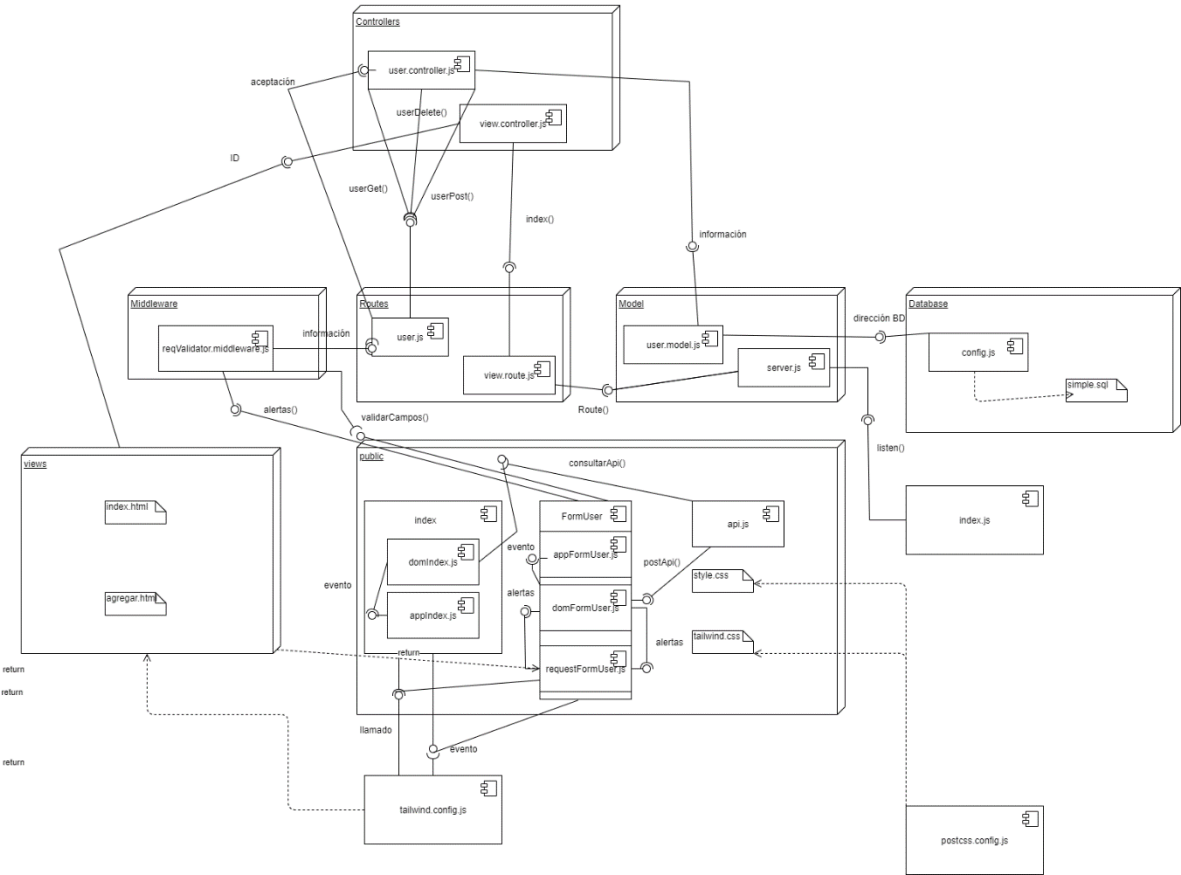 Controllers
user.controller.js
aceptación
userDelete()
view.controller.js
ID
userGet()
userPost()
index()
información
Middleware
Routes
Model
Database
dirección BD
información
user.js
reqValidator.middleware.js
user.model.js
config.js
server.js
view.route.js
simple.sql
alertas()
validarCampos()
Route()
listen()
views
public
consultarApi()
index.html
index
FormUser
api.js
index.js
evento
appFormUser.js
domIndex.js
postApi()
style.css
evento
alertas
agregar.html
domFormUser.js
appIndex.js
alertas
tailwind.css
return
return
requestFormUser.js
return
llamado
evento
return
tailwind.config.js
postcss.config.js